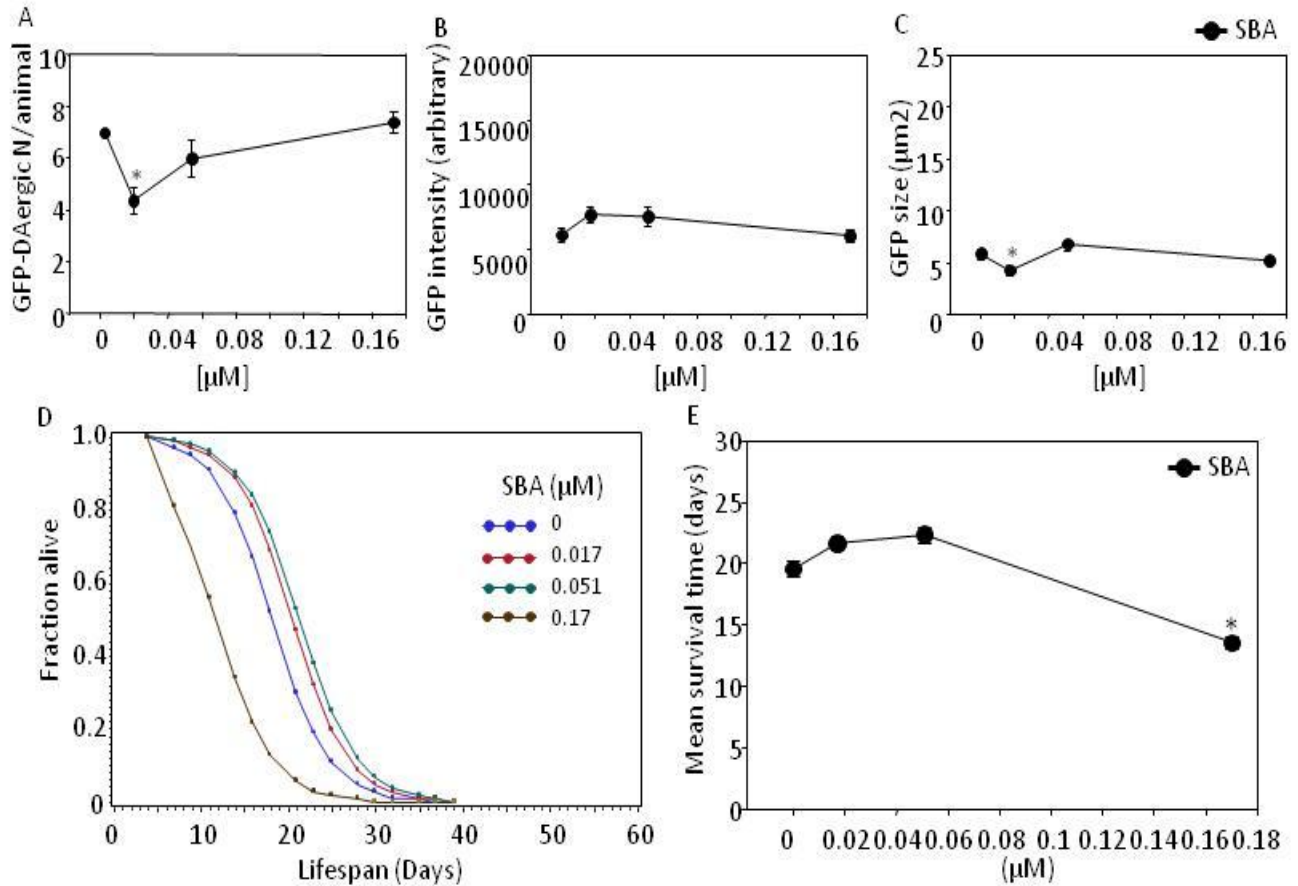 A
GFP-DAergic N/animal
10
8
6
4
2
0
*
0 0.04 0.08 0.12 0.16
[µM]
B
GFP intensity (arbitrary)
20000
15000
10000
5000
0
0 0.04 0.08 0.12 0.16
[µM]
C
SBA
GFP size (µm2)
25
20
15
10
5
0
*
0 0.04 0.08 0.12 0.16
[µM]
D
Fraction alive
1.0
0.8
0.6
0.4
0.2
0
SBA (µM)
0
0.017
0.051
0.17
0 10 20 30 40 50 60
Lifespan (Days)
E
Mean survival time (days)
30
25
20
15
10
5
0
SBA
*
0 0.02 0.04 0.06 0.08 0.1 0.12 0.14 0.16 0.18
(µM)